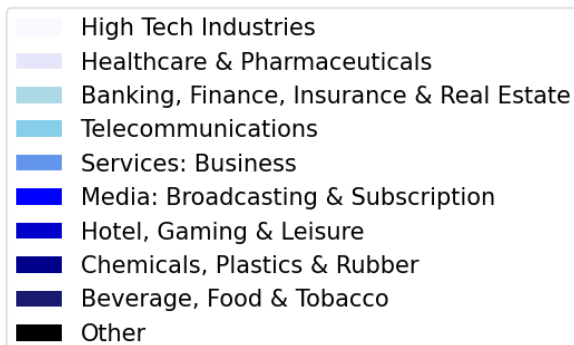 High Tech Industries
Healthcare & Pharmaceuticals
Banking, Finance, Insurance & Real Estate
Telecommunications
Services: Business
Media: Broadcasting & Subscription
Hotel, Gaming & Leisure
Chemicals, Plastics & Rubber
Beverage, Food & Tobacco
Other